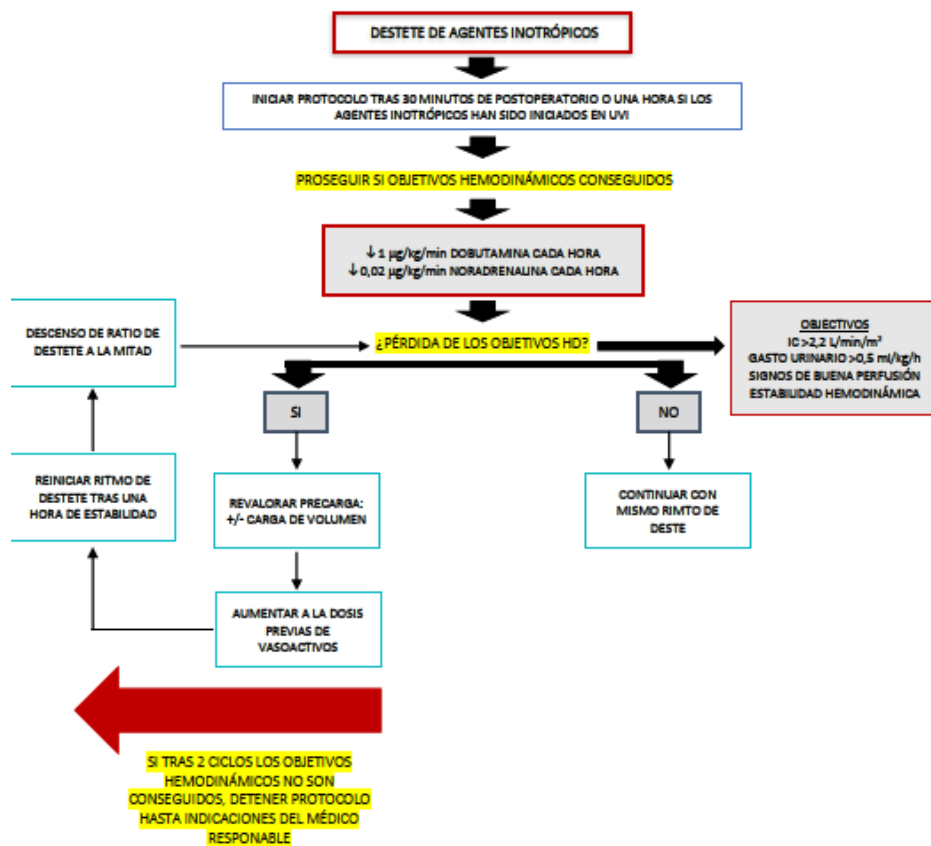 DESTETE DE AGENTES INOTRÓPICOS
INICIAR PROTOCOLO TRAS 30 MINUTOS DE POSTOPERATORIO O UNA HORA SI LOS
AGENTES INOTRÓPICOS HAN SIDO INICIADOS EN UVI
PROSEGUIR SI OBJETIVOS HEMODINÁMICOS CONSEGUIDOS
↓ 1 µg/kg/min DOBUTAMINA CADA HORA
↓ 0,02 µg/kg/min NORADRENALINA CADA HORA
DESCENSO DE RATIO DE
DESTETE A LA MITAD
¿PÉRDIDA DE LOS OBJETIVOS HD?
OBJECTIVOS
IC >2,2 L/min/m²
GASTO URINARIO >0,5 ml/kg/h
SIGNOS DE BUENA PERFUSIÓN
ESTABILIDAD HEMODINÁMICA
SI
NO
REINICIAR RITMO DE
DESTETE TRAS UNA
HORA DE ESTABILIDAD
REVALORAR PRECARGA:
+/- CARGA DE VOLUMEN
CONTINUAR CON
MISMO RIMTO DE
DESTE
AUMENTAR A LA DOSIS
PREVIAS DE
VASOACTIVOS
SI TRAS 2 CICLOS LOS OBJETIVOS
HEMODINÁMICOS NO SON
CONSEGUIDOS, DETENER PROTOCOLO
HASTA INDICACIONES DEL MÉDICO
RESPONABLE